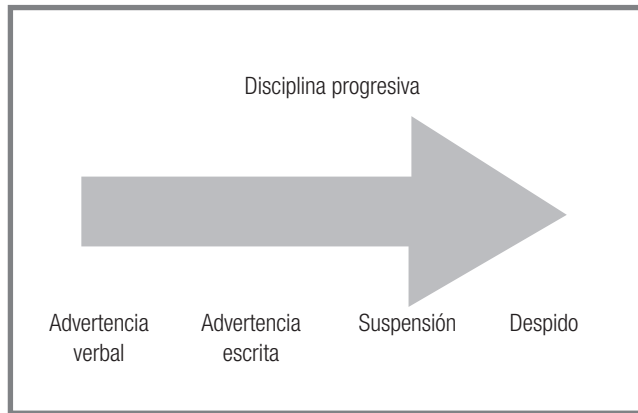 Disciplina progresiva
Advertencia verbal
Advertencia escrita
Suspensión
Despido